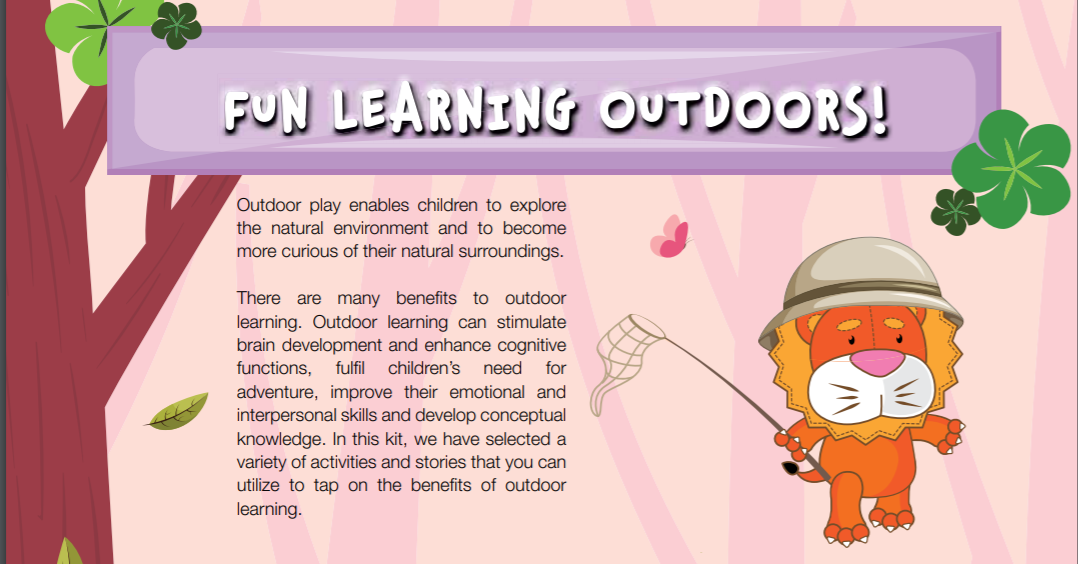 FUN LEARNING OUTDOORS!
Outdoor play enables children to explore
the natural environment and to become
more curious of their natural surroundings.
There are many benefits to outdoor
learning. Outdoor learning can stimulate
brain development and enhance cognitive
functions, fulfil children's need for
adventure, improve their emotional and
interpersonal skills and develop conceptual
knowledge. In this kit, we have selected a
variety of activities and stories that you can
utilize to tap on the benefits of outdoor
learning.